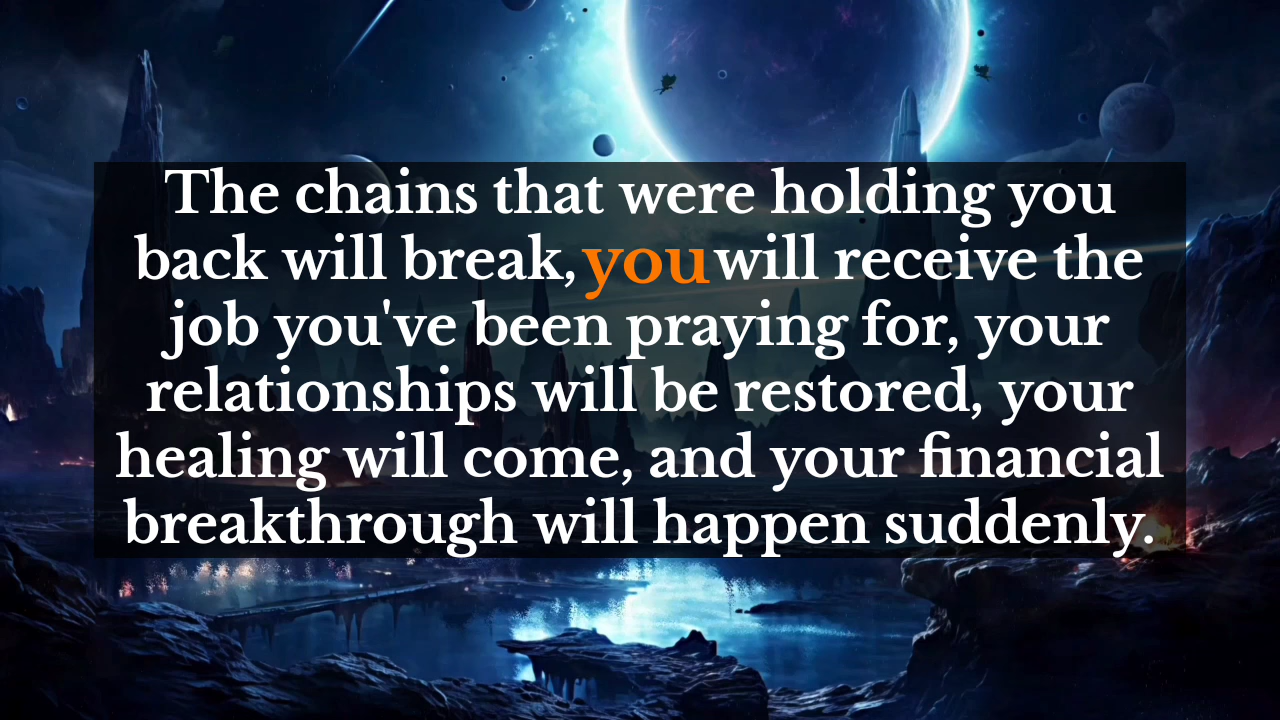 The chains that were holding you
back will break, you will receive the
job you've been praying for, your
relationships will be restored, your
healing will come, and your financial
breakthrough will happen suddenly.